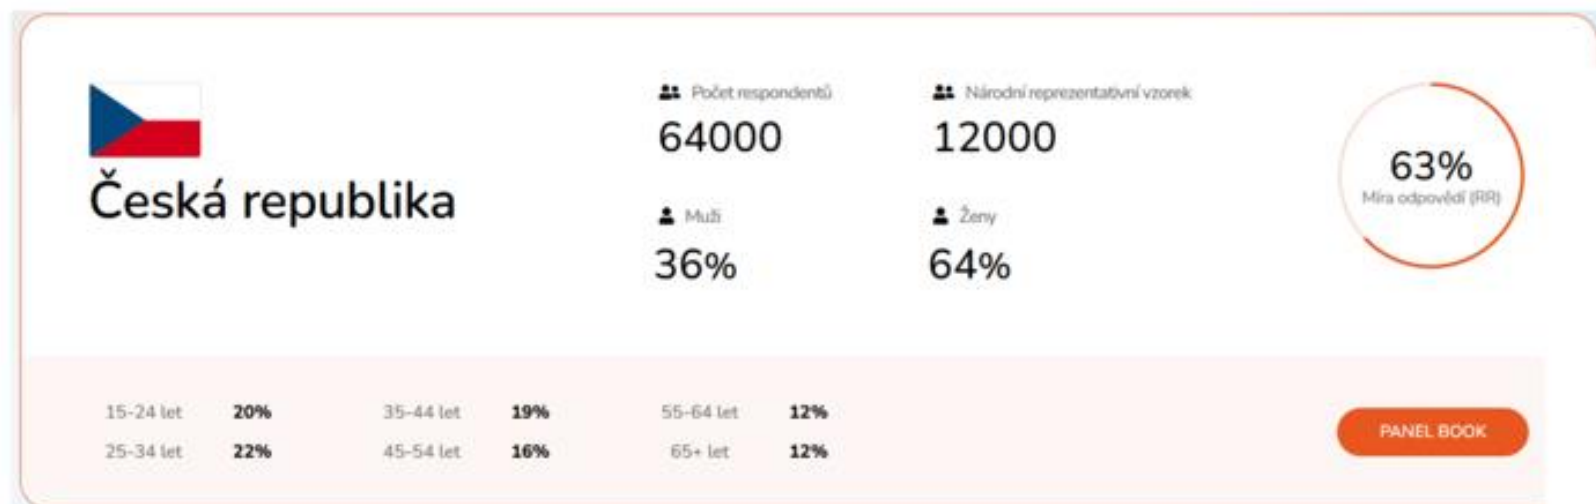 Česká republika
Počet respondentů
64000
Národní reprezentativní vzorek
12000
Muži
36%
Ženy
64%
63%
Míra odpovědí (RR)
15-24 let 20%
25-34 let 22%
35-44 let 19%
45-54 let 16%
55-64 let 12%
65+ let 12%
PANEL BOOK